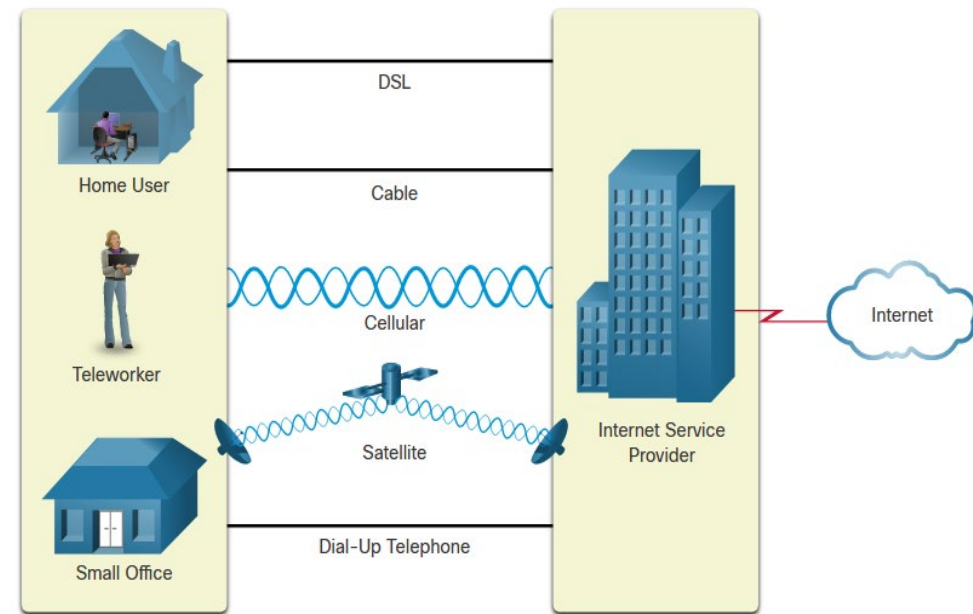 DSL
Home User
Cable
Cellular
Teleworker
Satellite
Internet Service
Provider
Internet
Small Office
Dial-Up Telephone